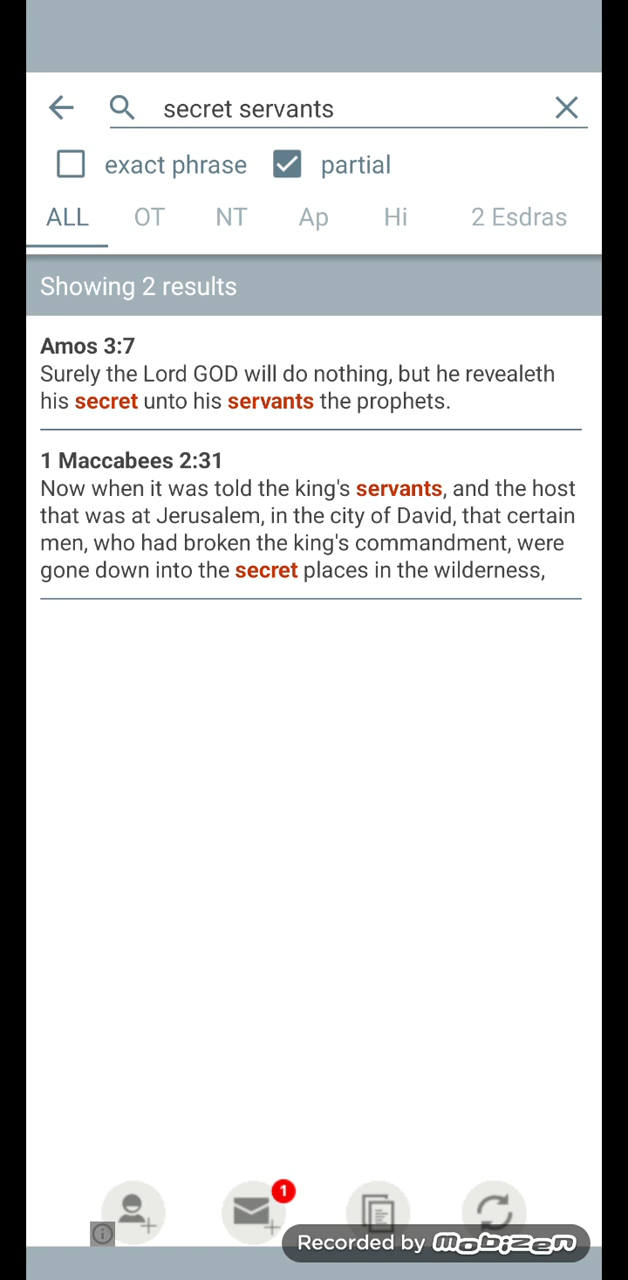 secret servants
exact phrase partial
ALL OT NT Ap Hi 2 Esdras
Showing 2 results
Amos 3:7
Surely the Lord GOD will do nothing, but he revealeth
his secret unto his servants the prophets.
1 Maccabees 2:31
Now when it was told the king's servants, and the host
that was at Jerusalem, in the city of David, that certain
men, who had broken the king's commandment, were
gone down into the secret places in the wilderness,
1
Recorded by mobizen